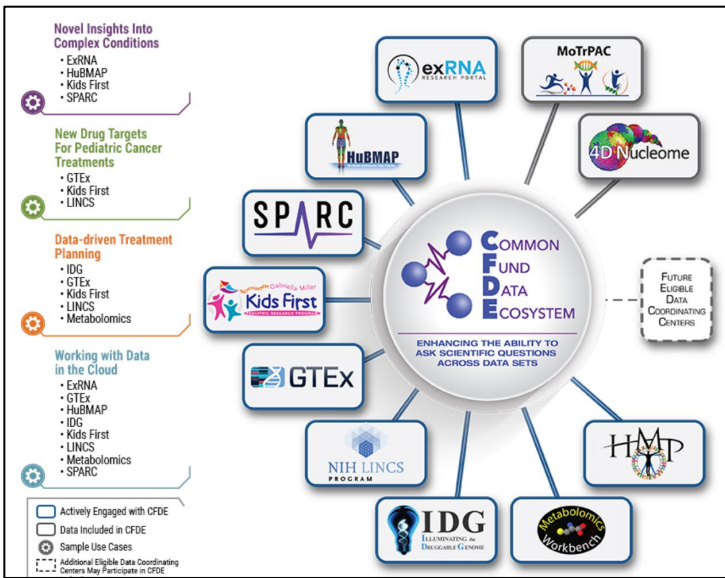 Novel Insights Into
Complex Conditions
• ExRNA
• HuBMAP
• Kids First
• SPARC
New Drug Targets
For Pediatric Cancer
Treatments
• GTEx
• Kids First
• LINCS
Data-driven Treatment
Planning
• IDG
• GTEx
• Kids First
• LINCS
• Metabolomics
Working with Data
in the Cloud
• ExRNA
• GTEx
• HuBMAP
• IDG
• Kids First
• LINCS
• Metabolomics
• SPARC
Actively Engaged with CFDE
Data Included in CFDE
Sample Use Cases
Additional Eligible Data Coordinating
Centers May Participate in CFDE
exRNA
RESEARCH PORTAL
MoTrPAC
HuBMAP
4D Nucleome
SPARC
Gabriella Miller
Kids First
PEDIATRIC RESEARCH PROGRAM
GTEx
NIH LINCS
PROGRAM
IDG
ILLUMINATING the
DRUGGABLE GENOME
Metabolomics
Workbench
HMP
FUTURE
ELIGIBLE
DATA
COORDINATING
CENTERS
COMMON
FUND
DATA
ECOSYSTEM
ENHANCING THE ABILITY TO
ASK SCIENTIFIC QUESTIONS
ACROSS DATA SETS